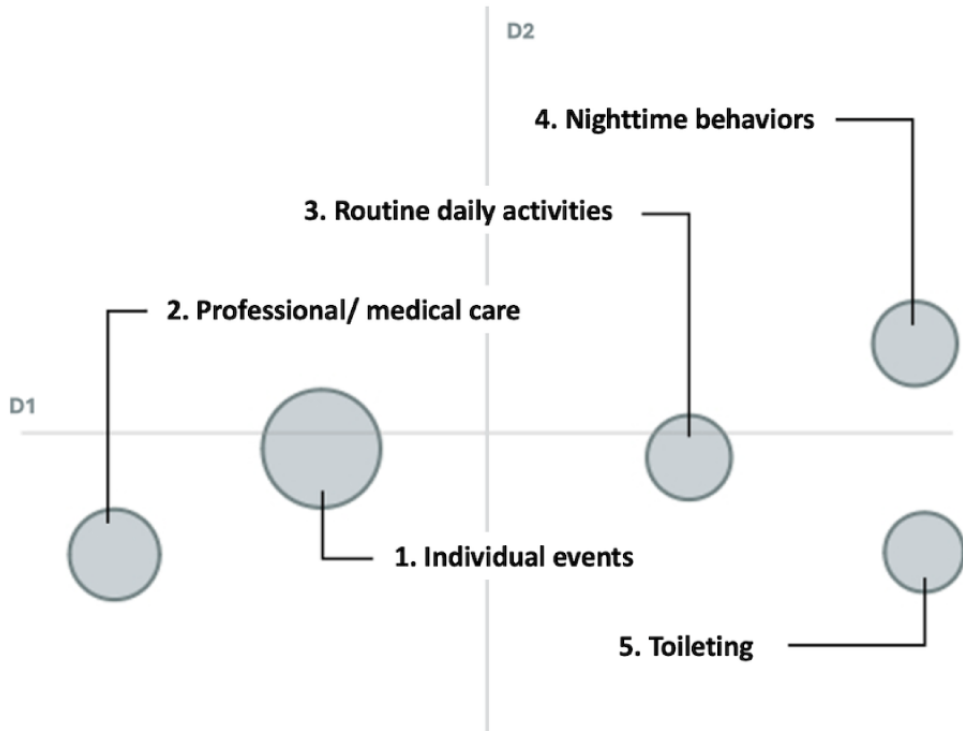 D2
4. Nighttime behaviors
3. Routine daily activities
2. Professional/ medical care
D1
1. Individual events
5. Toileting